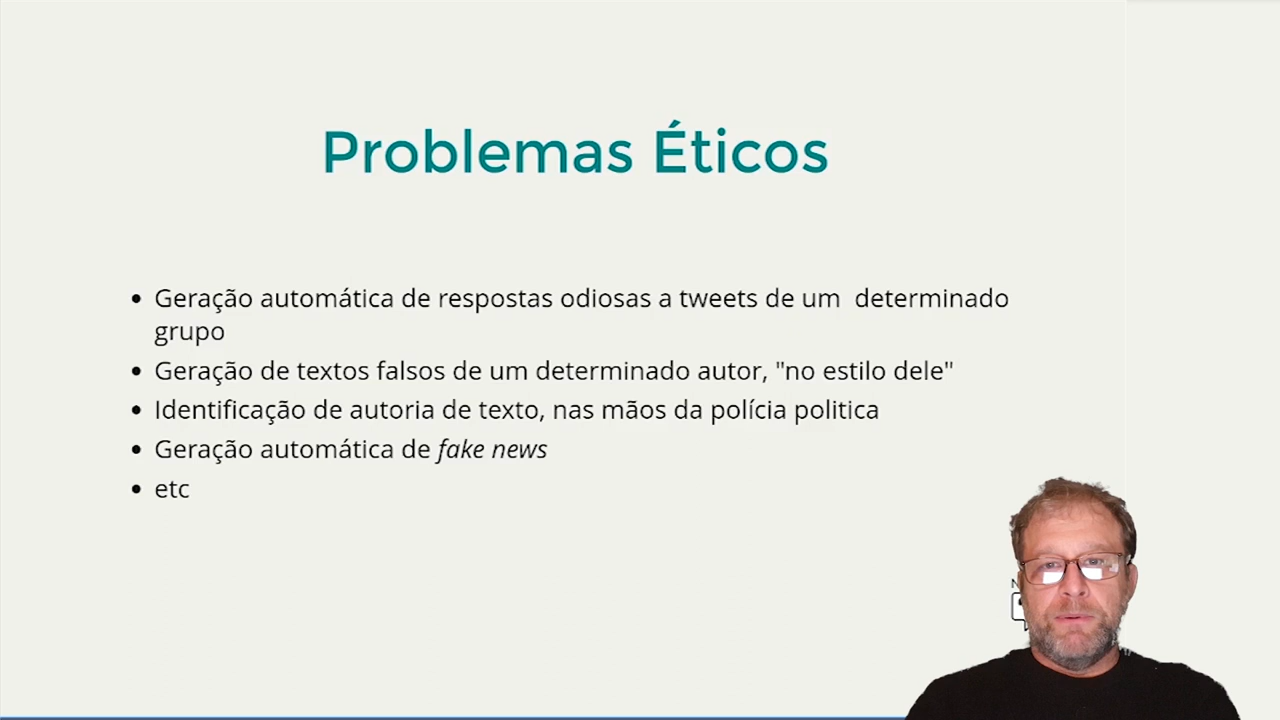 Problemas Éticos
• Geração automática de respostas odiosas a tweets de um determinado
grupo
• Geração de textos falsos de um determinado autor, "no estilo dele"
• Identificação de autoria de texto, nas mãos da polícia politica
• Geração automática de fake news
• etc